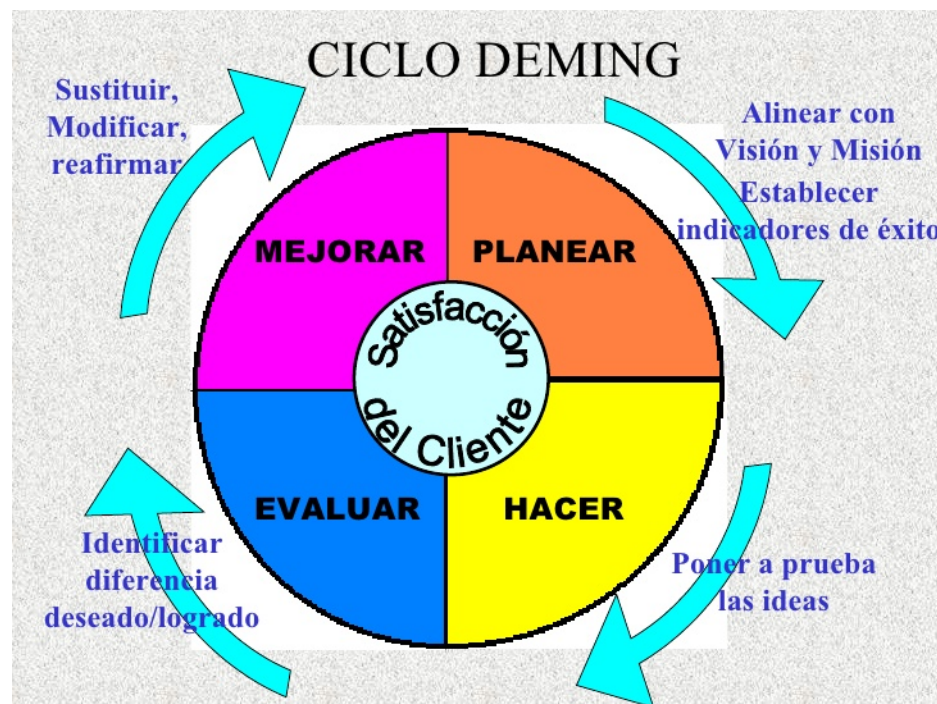 CICLO DEMING
Sustituir,
Modificar,
reafirmar
Alinear con
Visión y Misión
Establecer
indicadores de éxito
MEJORAR
PLANEAR
Satisfacción
del Cliente
EVALUAR
HACER
Identificar
diferencia
deseado/logrado
Poner a prueba
las ideas